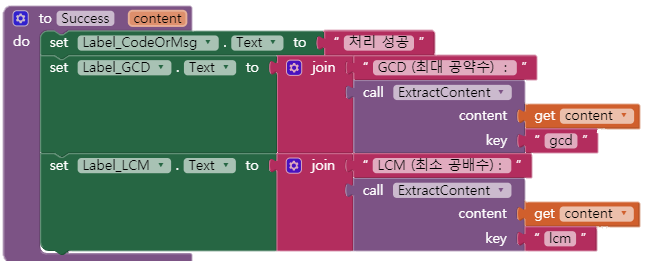 to Success content
do set Label_CodeOrMsg . Text to " 처리 성공 "
set Label_GCD . Text to join " GCD (최대 공약수) : "
call ExtractContent
content get content
key " gcd "
set Label_LCM . Text to join " LCM (최소 공배수) : "
call ExtractContent
content get content
key " lcm "